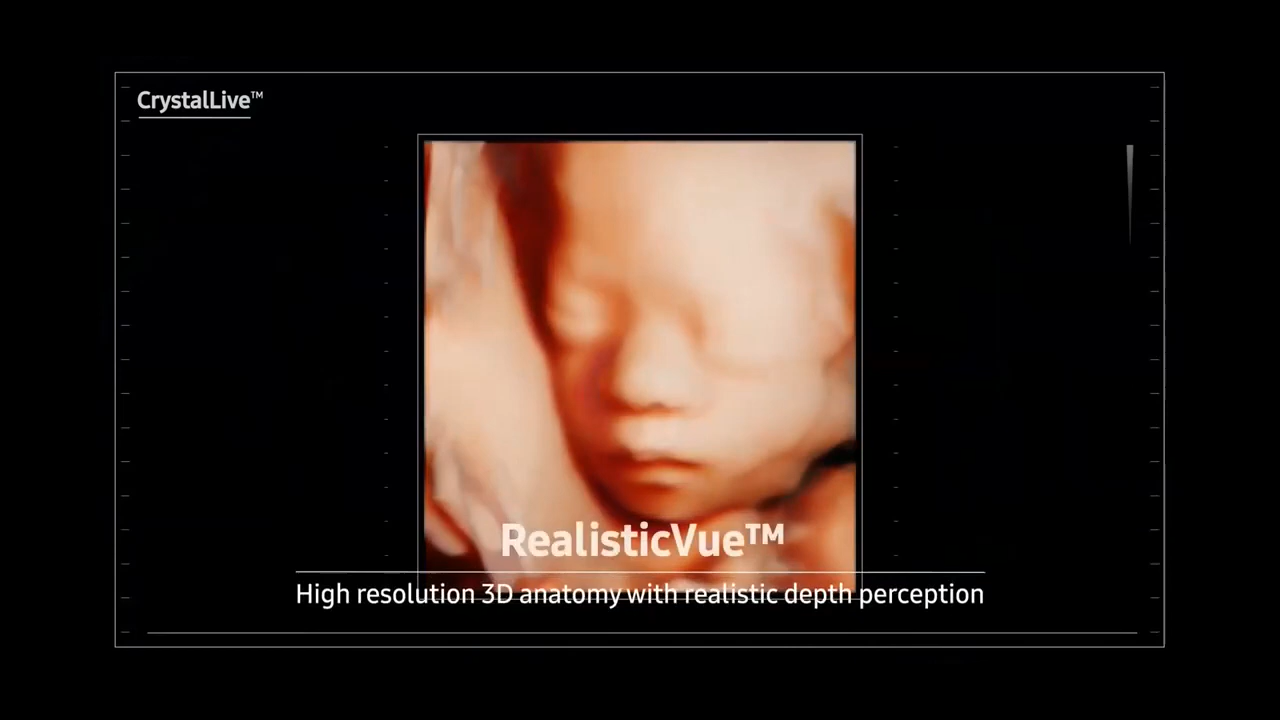 CrystalLive™
RealisticVue™
High resolution 3D anatomy with realistic depth perception